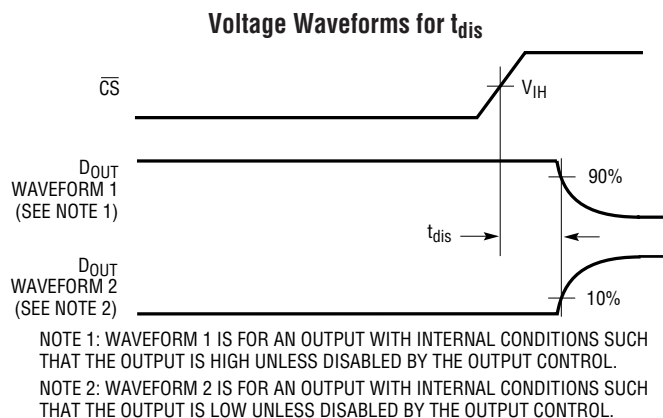 Voltage Waveforms for tdis
CS
VIH
DOUT
WAVEFORM 1
(SEE NOTE 1)
90%
tdis
DOUT
WAVEFORM 2
(SEE NOTE 2)
10%
NOTE 1: WAVEFORM 1 IS FOR AN OUTPUT WITH INTERNAL CONDITIONS SUCH
THAT THE OUTPUT IS HIGH UNLESS DISABLED BY THE OUTPUT CONTROL.
NOTE 2: WAVEFORM 2 IS FOR AN OUTPUT WITH INTERNAL CONDITIONS SUCH
THAT THE OUTPUT IS LOW UNLESS DISABLED BY THE OUTPUT CONTROL.